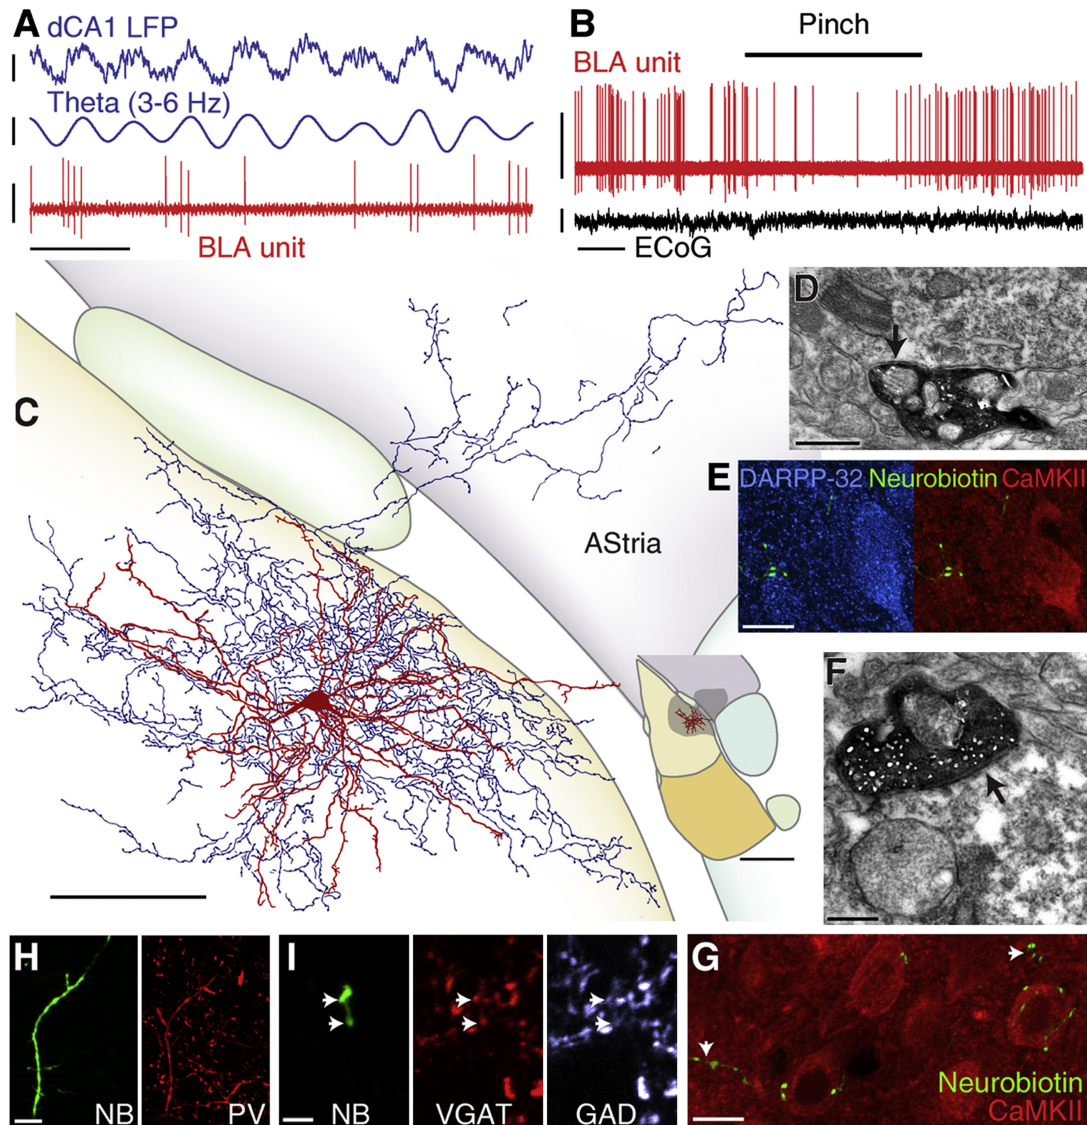 A
dCA1 LFP
Theta (3-6 Hz)
BLA unit
B
Pinch
BLA unit
ECoG
C
AStria
D
E DARPP-32 Neurobiotin CaMKII
F
H
NB
PV
I
NB
VGAT
GAD
G
Neurobiotin
CaMKII